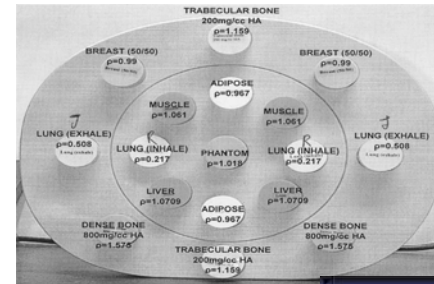 TRABECULAR BONE
200mg/cc HA
ρ=1.159
BREAST (50/50)
ρ=0.99
BREAST (50/50)
ρ=0.99
ADIPOSE
ρ=0.967
MUSCLE
ρ=1.061
MUSCLE
ρ=1.061
LUNG (EXHALE)
ρ=0.508
LUNG (INHALE)
ρ=0.217
PHANTOM
ρ=1.018
LUNG (INHALE)
ρ=0.217
LUNG (EXHALE)
ρ=0.508
LIVER
ρ=1.0709
LIVER
ρ=1.0709
ADIPOSE
ρ=0.967
DENSE BONE
800mg/cc HA
ρ=1.575
DENSE BONE
800mg/cc HA
ρ=1.575
TRABECULAR BONE
200mg/cc HA
ρ=1.159